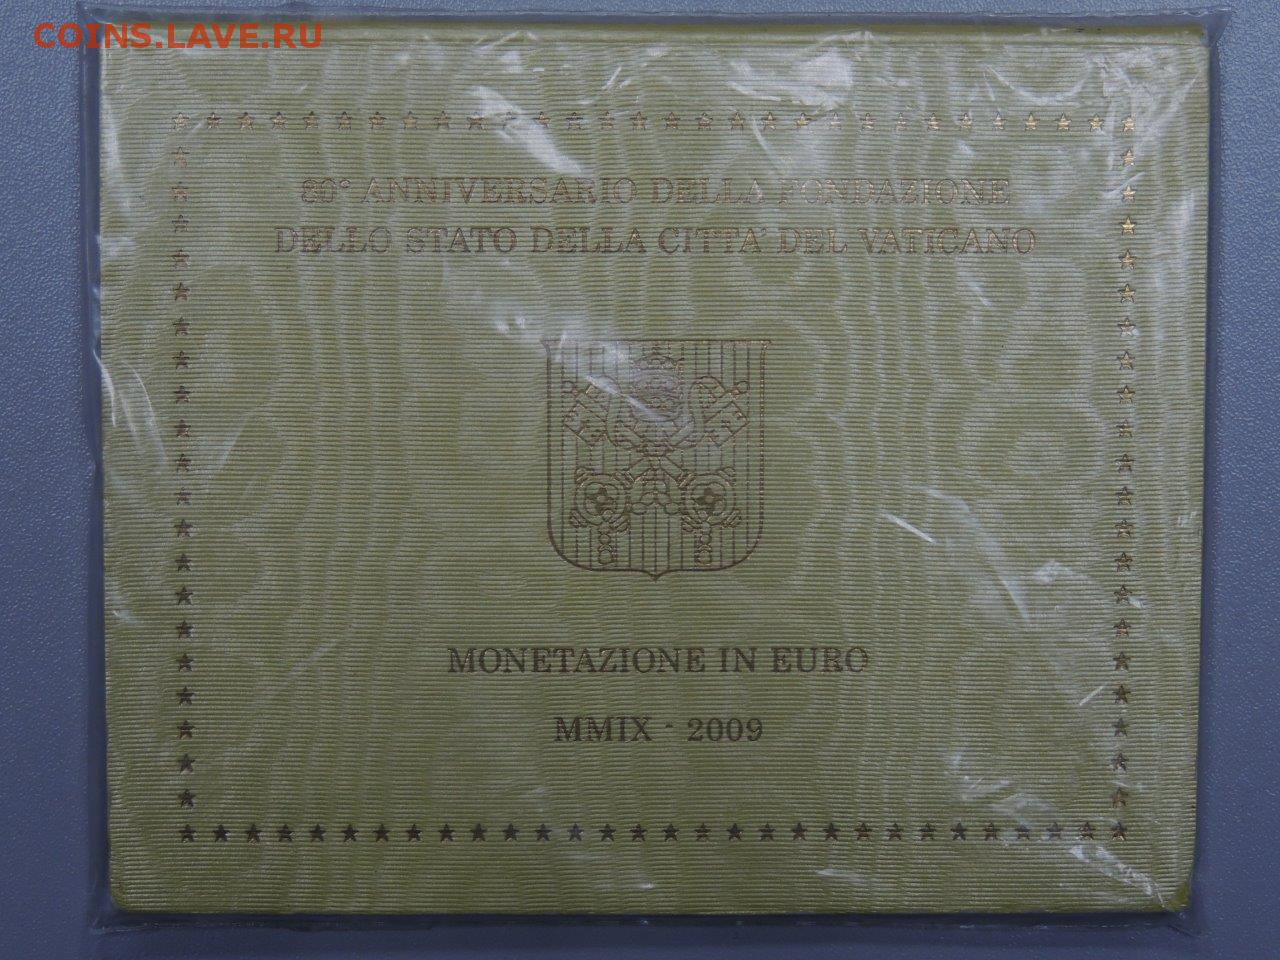 COINS.LAVE.RU
80° ANNIVERSARIO DELLA FONDAZIONE
DELLO STATO DELLA CITTA' DEL VATICANO
MONETAZIONE IN EURO
MMIX - 2009